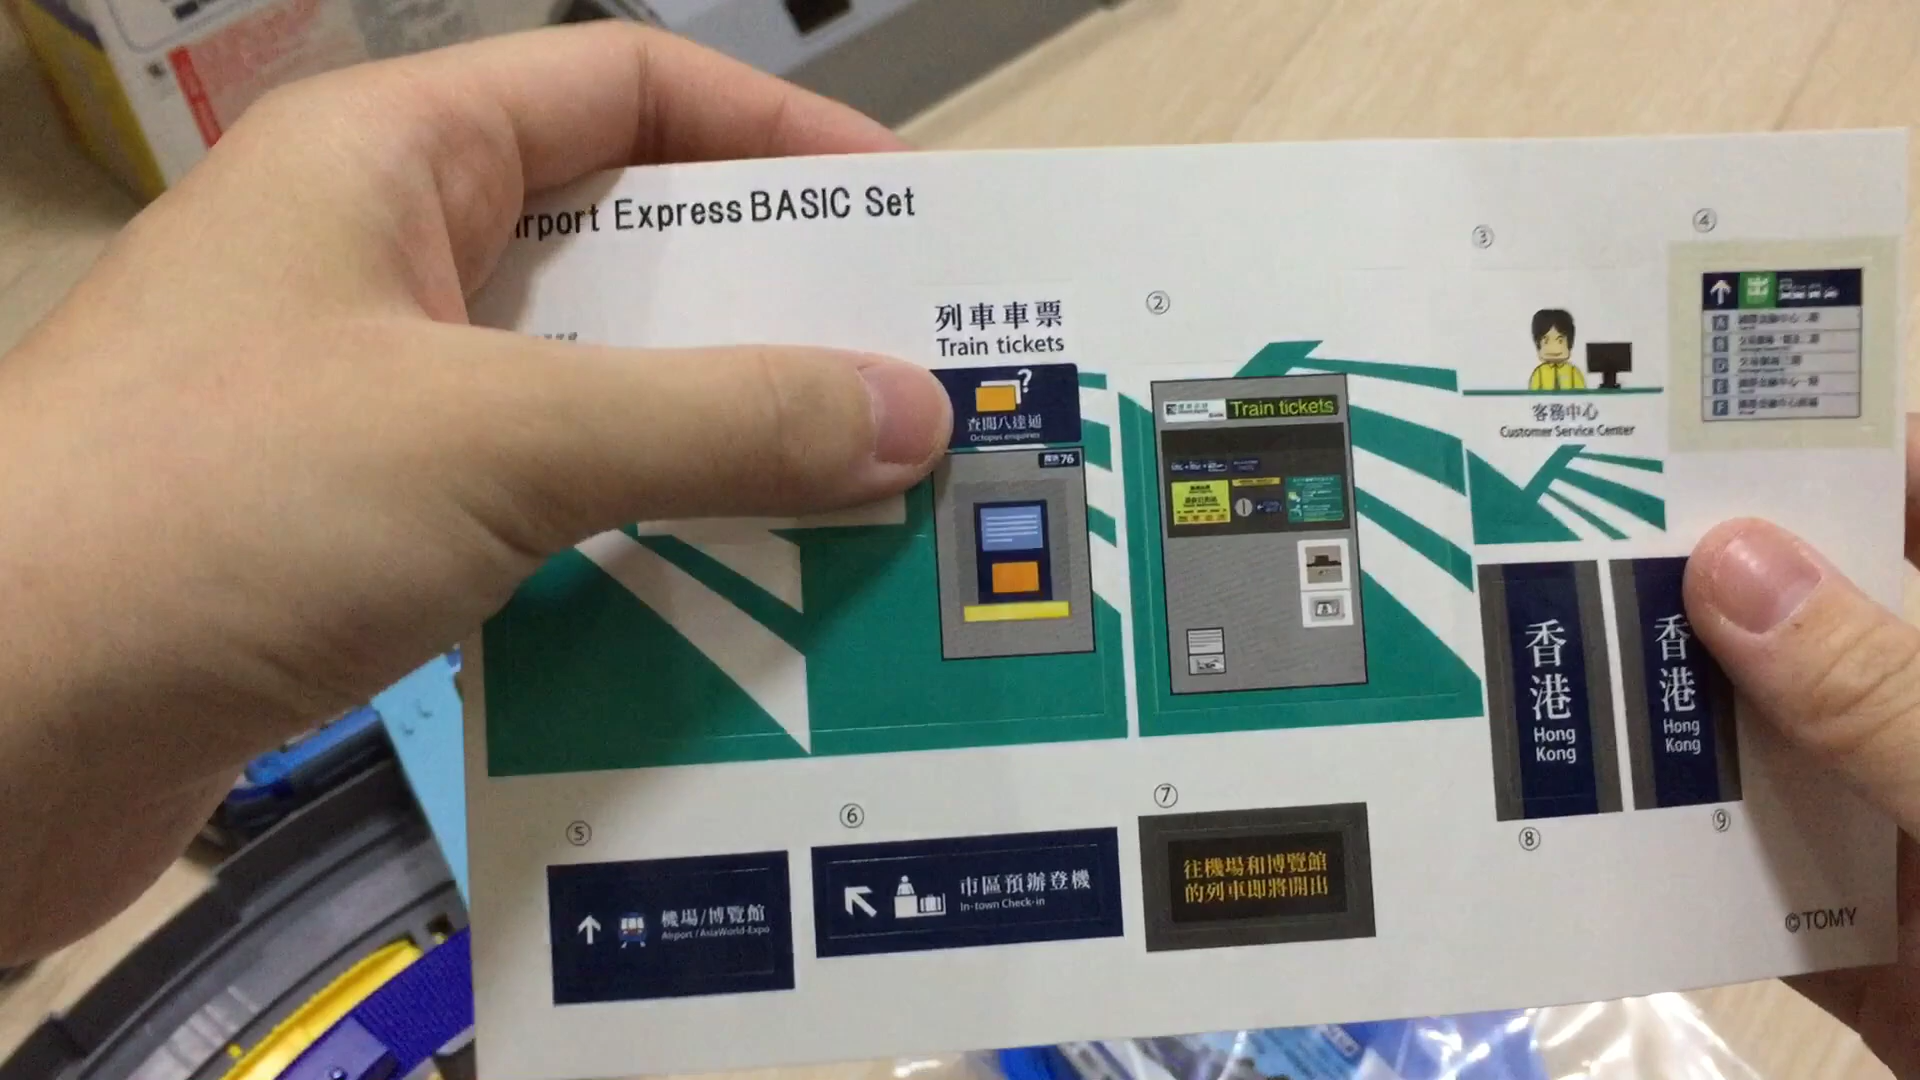 irport Express BASIC Set
列車車票
Train tickets
查閱八達通
Octopus enquires
76
②
Train tickets
③
客務中心
Customer Service Center
④
出
A
B
D
E
F
香港
Hong
Kong
香港
Hong
Kong
⑧
⑨
⑤
機場/博覽館
Airport / AsiaWorld-Expo
⑥
市區預辦登機
In-town Check-in
⑦
往機場和博覽館
的列車即將開出
©TOMY